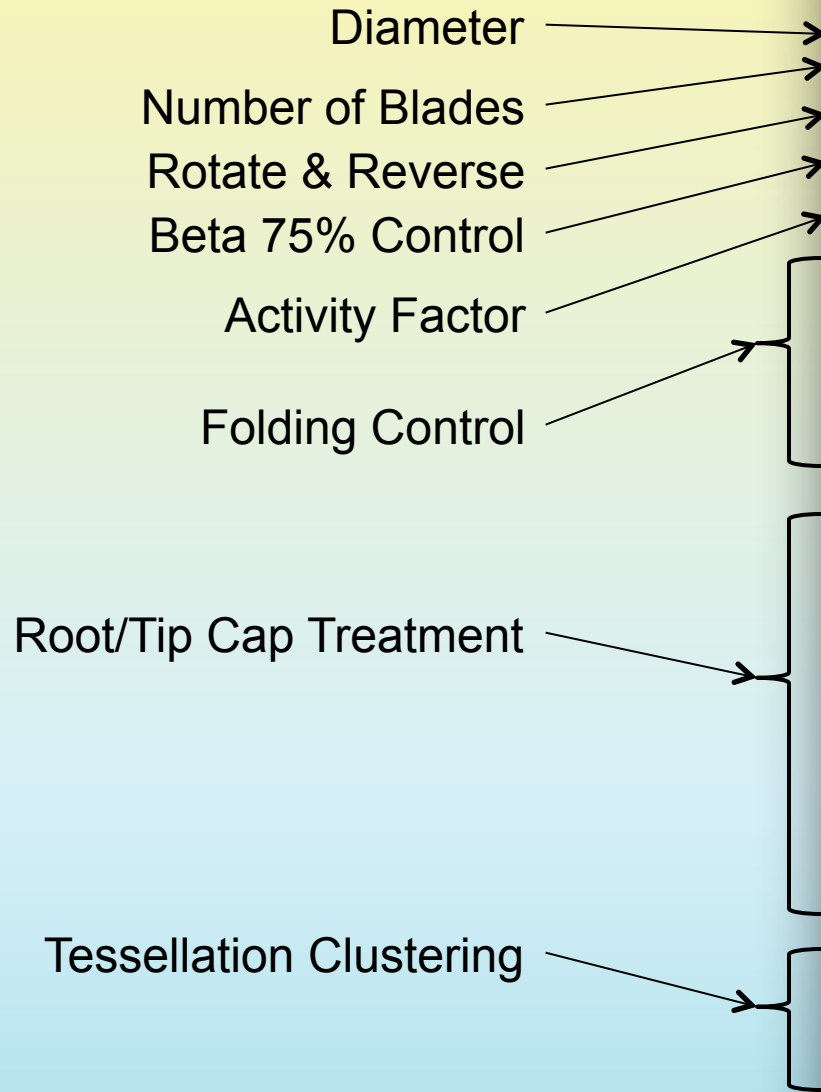 Diameter
Number of Blades
Rotate & Reverse
Beta 75% Control
Activity Factor
Folding Control
Root/Tip Cap Treatment
Tessellation Clustering